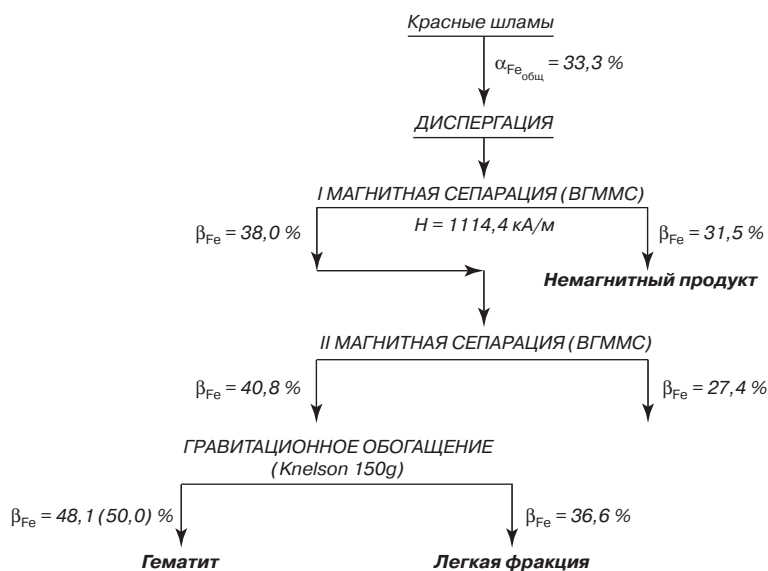 Красные шламы
αFeобщ = 33,3 %
ДИСПЕРГАЦИЯ
I МАГНИТНАЯ СЕПАРАЦИЯ (ВГММС)
βFe = 38,0 %
H = 1114,4 кА/м
βFe = 31,5 %
Немагнитный продукт
II МАГНИТНАЯ СЕПАРАЦИЯ (ВГММС)
βFe = 40,8 %
βFe = 27,4 %
ГРАВИТАЦИОННОЕ ОБОГАЩЕНИЕ
(Knelson 150g)
βFe = 48,1 (50,0) %
βFe = 36,6 %
Гематит
Легкая фракция